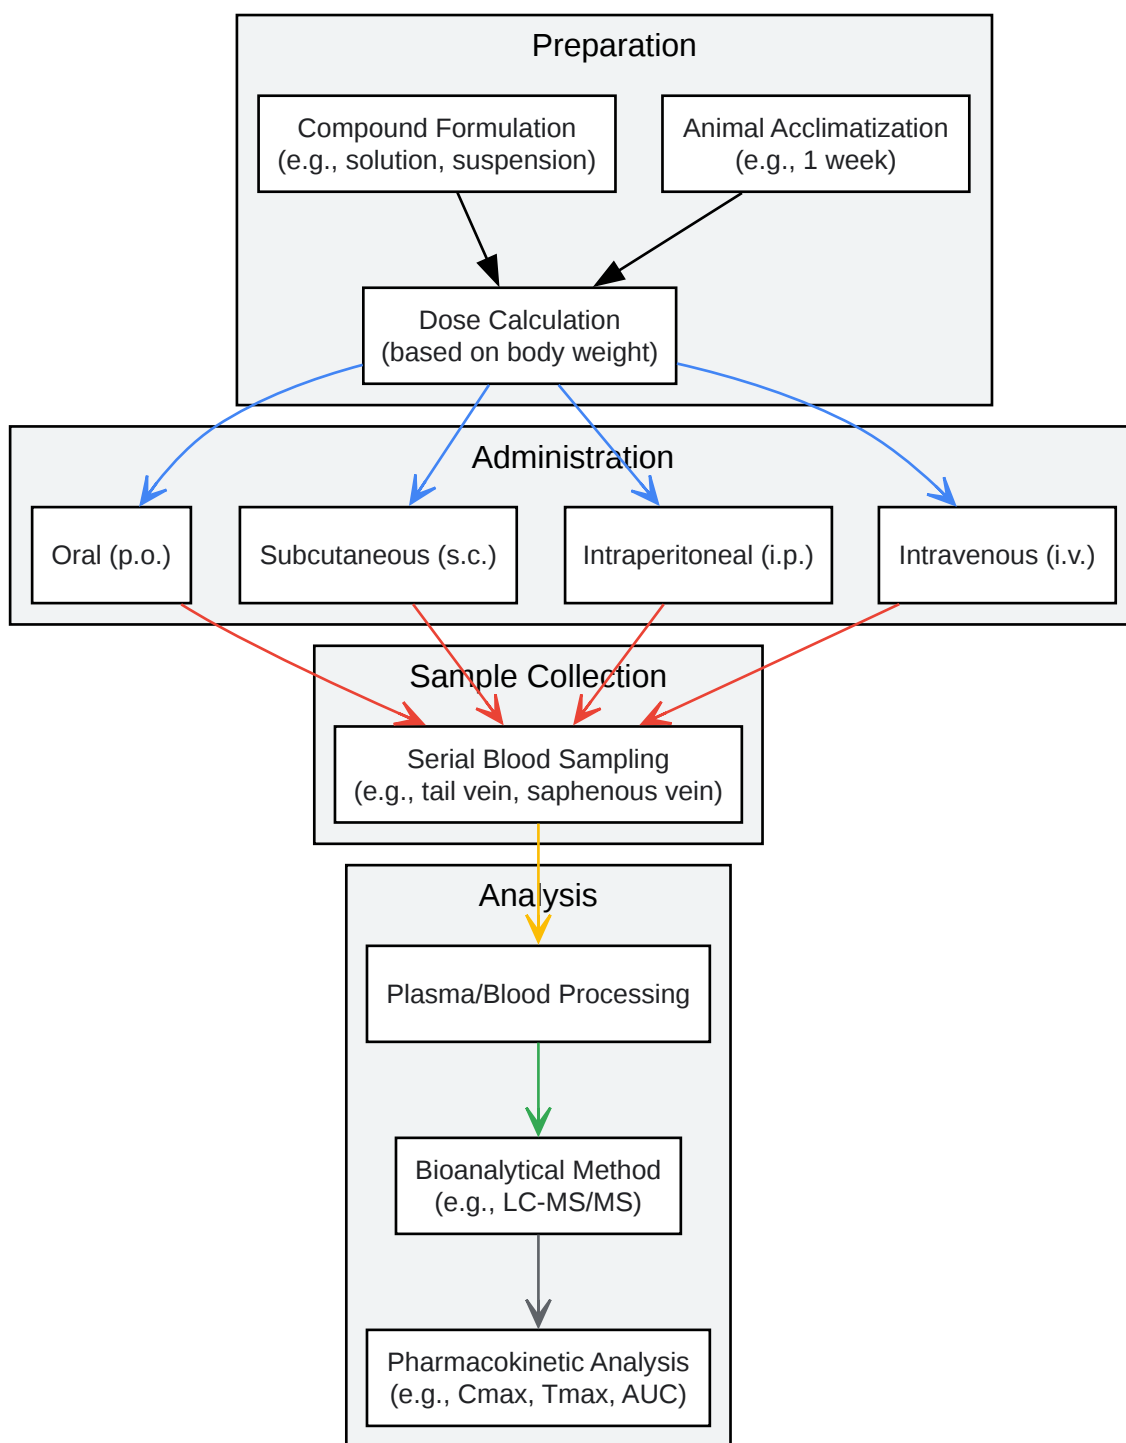 Preparation
Compound Formulation
(e.g., solution, suspension)
Animal Acclimatization
(e.g., 1 week)
Dose Calculation
(based on body weight)
Administration
Oral (p.o.)
Subcutaneous (s.c.)
Intraperitoneal (i.p.)
Intravenous (i.v.)
Sample Collection
Serial Blood Sampling
(e.g., tail vein, saphenous vein)
Analysis
Plasma/Blood Processing
Bioanalytical Method
(e.g., LC-MS/MS)
Pharmacokinetic Analysis
(e.g., Cmax, Tmax, AUC)